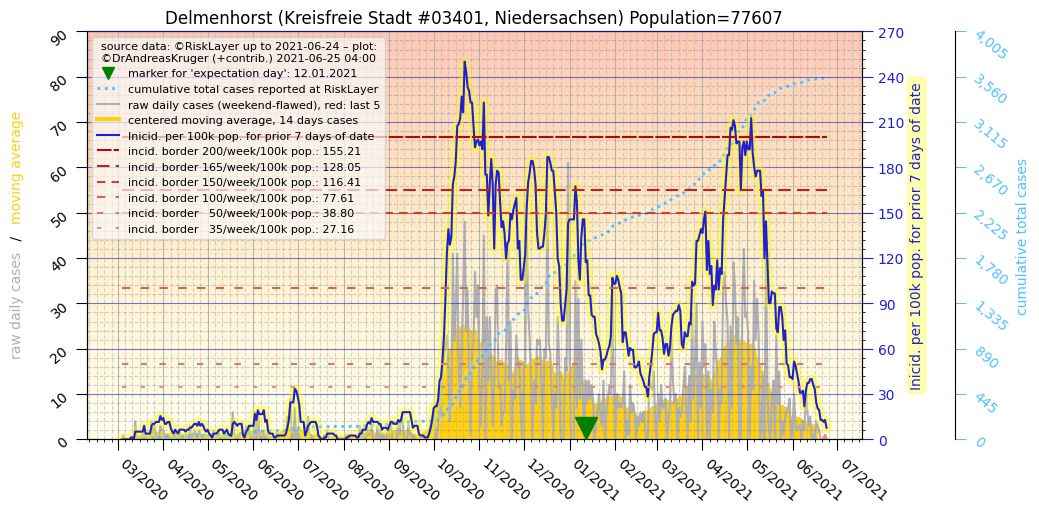 Delmenhorst (Kreisfreie Stadt #03401, Niedersachsen) Population=77607
source data: ©RiskLayer up to 2021-06-24 – plot:
©DrAndreasKruger (+contrib.) 2021-06-25 04:00
marker for 'expectation day': 12.01.2021
cumulative total cases reported at RiskLayer
raw daily cases (weekend-flawed), red: last 5
centered moving average, 14 days cases
Inicid. per 100k pop. for prior 7 days of date
incid. border 200/week/100k pop.: 155.21
incid. border 165/week/100k pop.: 128.05
incid. border 150/week/100k pop.: 116.41
incid. border 100/week/100k pop.: 77.61
incid. border 50/week/100k pop.: 38.80
incid. border 35/week/100k pop.: 27.16
raw daily cases / moving average
90
80
70
60
50
40
30
20
10
0
270
240
210
180
150
120
90
60
30
0
Inicid. per 100k pop. for prior 7 days of date
4,005
3,560
3,115
2,670
2,225
1,780
1,335
890
445
0
cumulative total cases
03/2020
04/2020
05/2020
06/2020
07/2020
08/2020
09/2020
10/2020
11/2020
12/2020
01/2021
02/2021
03/2021
04/2021
05/2021
06/2021
07/2021